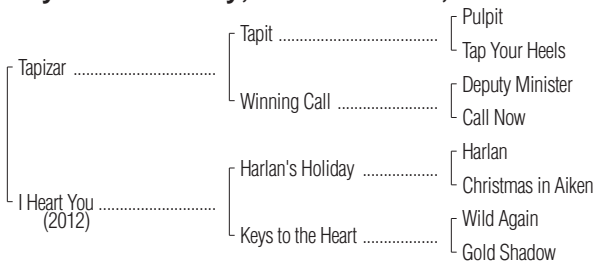 Pulpit
Tapit ........................................
Tap Your Heels
Tapizar ...................................
Deputy Minister
Winning Call .........................
Call Now
Harlan
Harlan's Holiday ...................
Christmas in Aiken
I Heart You .............................
(2012)
Wild Again
Keys to the Heart ...................
Gold Shadow